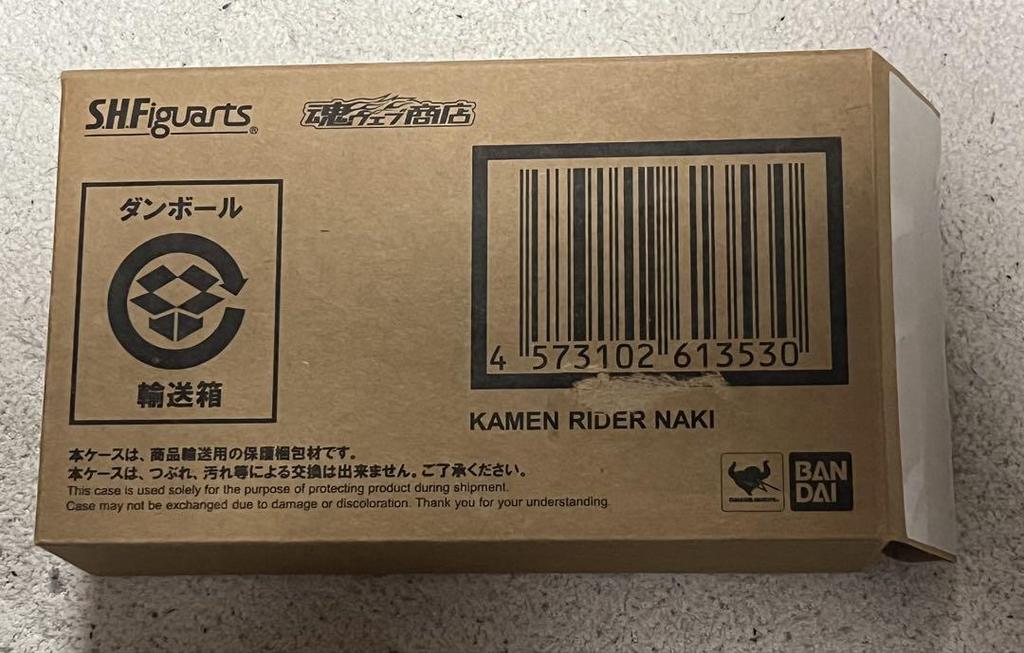 S.H.Figuarts®
魂ウェブ商店
ダンボール
輸送箱
4 573102 613530
KAMEN RIDER NAKI
本ケースは、商品輸送用の保護梱包材です。
本ケースは、つぶれ、汚れ等による交換は出来ません。ご了承ください。
This case is used solely for the purpose of protecting product during shipment.
Case may not be exchanged due to damage or discoloration. Thank you for your understanding.
BAN
DAI